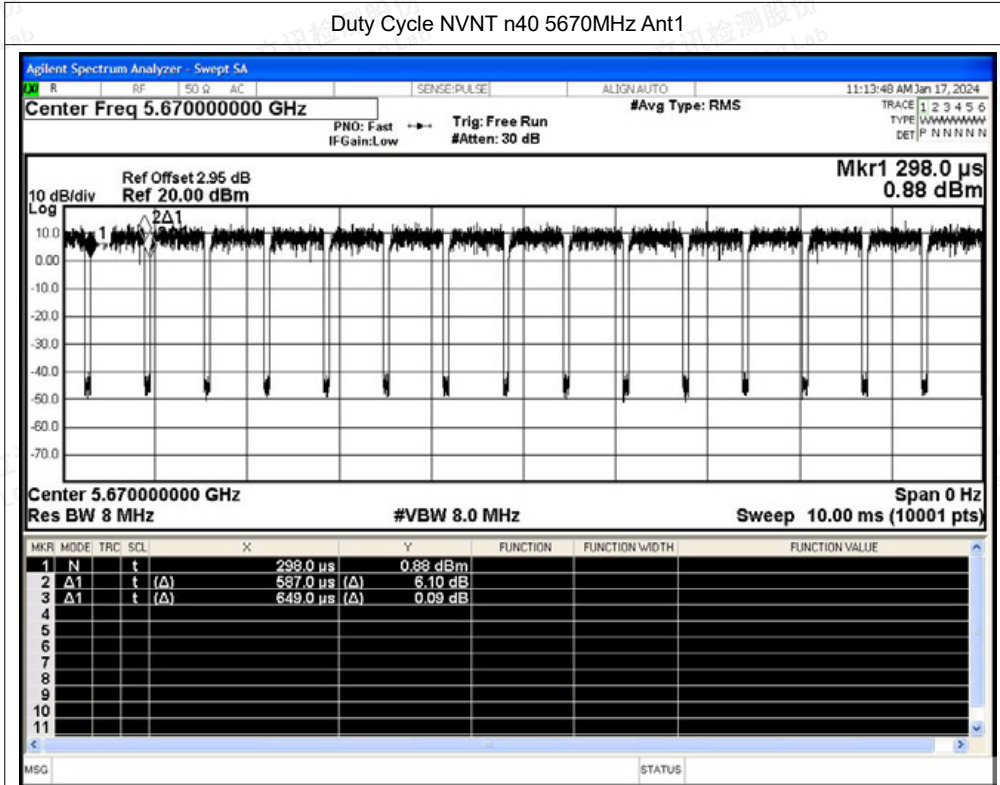 Duty Cycle NVNT n40 5670MHz Ant1
Agilent Spectrum Analyzer - Swept SA
R RF 50 Ω AC SENSE:PULSE ALIGNAUTO 11:13:48 AM Jan 17, 2024
Center Freq 5.670000000 GHz #Avg Type: RMS TRACE 1 2 3 4 5 6
PNO: Fast Trig: Free Run TYPE WWWWWW
IFGain:Low #Atten: 30 dB DET P N N N N N
Mkr1 298.0 µs
Ref Offset 2.95 dB
0.88 dBm
10 dB/div Ref 20.00 dBm
Log
2Δ1
10.0
1
0.00
-10.0
-20.0
-30.0
-40.0
-50.0
-60.0
-70.0
Center 5.670000000 GHz Span 0 Hz
Res BW 8 MHz #VBW 8.0 MHz Sweep 10.00 ms (10001 pts)
MKR MODE TRC SCL X Y FUNCTION FUNCTION WIDTH FUNCTION VALUE
1 N t 298.0 µs 0.88 dBm
2 Δ1 t (Δ) 587.0 µs (Δ) 6.10 dB
3 Δ1 t (Δ) 649.0 µs (Δ) 0.09 dB
4
5
6
7
8
9
10
11
MSG STATUS